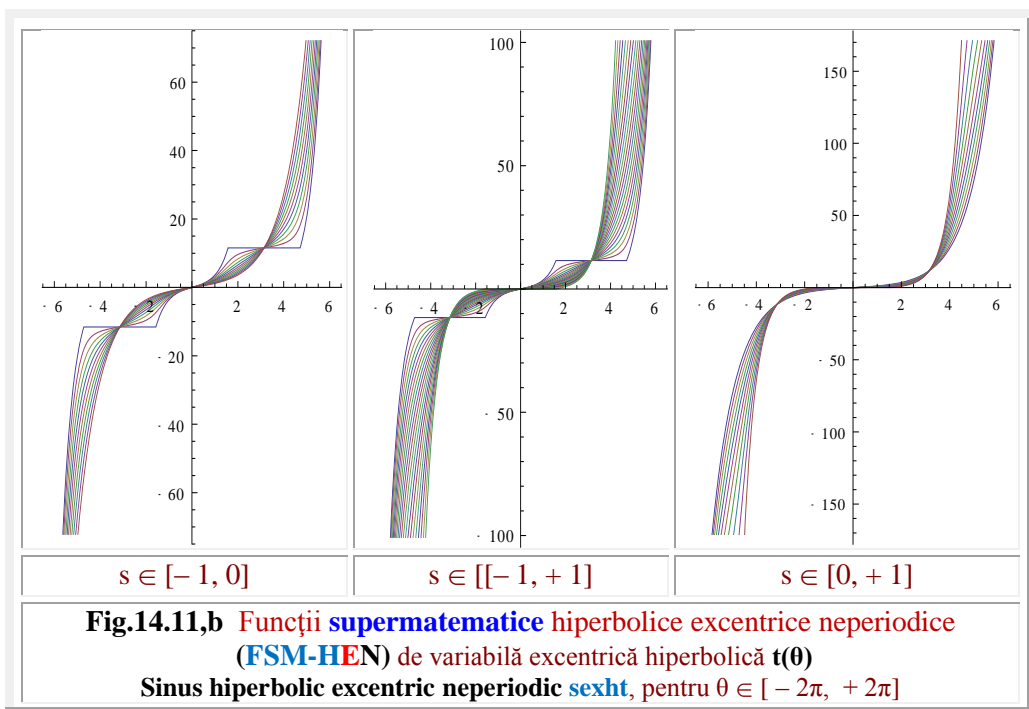 60
40
20
- 6 - 4 - 2 2 4 6
- 20
- 40
- 60
100
50
- 6 - 4 - 2 2 4 6
- 50
- 100
150
100
50
- 6 - 4 - 2 2 4 6
- 50
- 100
- 150
s ∈ [– 1, 0]
s ∈ [[– 1, + 1]
s ∈ [0, + 1]
Fig.14.11,b Funcţii supermatematice hiperbolice excentrice neperiodice
(FSM-HEN) de variabilă excentrică hiperbolică t(θ)
Sinus hiperbolic excentric neperiodic sexht, pentru θ ∈ [ – 2π, + 2π]